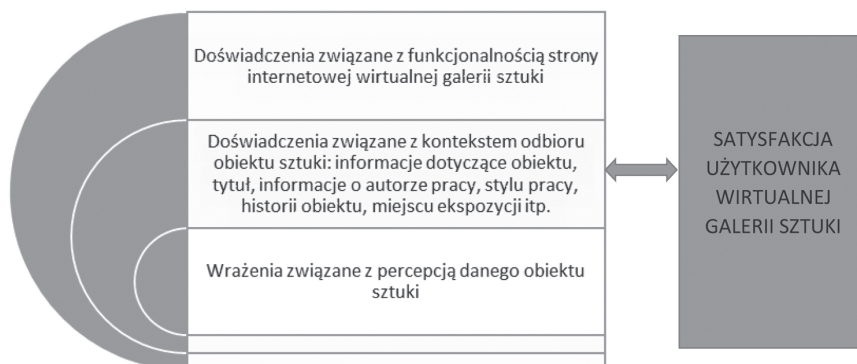 Doświadczenia związane z funkcjonalnością strony
internetowej wirtualnej galerii sztuki
Doświadczenia związane z kontekstem odbioru
obiektu sztuki: informacje dotyczące obiektu,
tytuł, informacje o autorze pracy, stylu pracy,
historii obiektu, miejscu ekspozycji itp.
Wrażenia związane z percepcją danego obiektu
sztuki
SATYSFAKCJA
UŻYTKOWNIKA
WIRTUALNEJ
GALERII SZTUKI